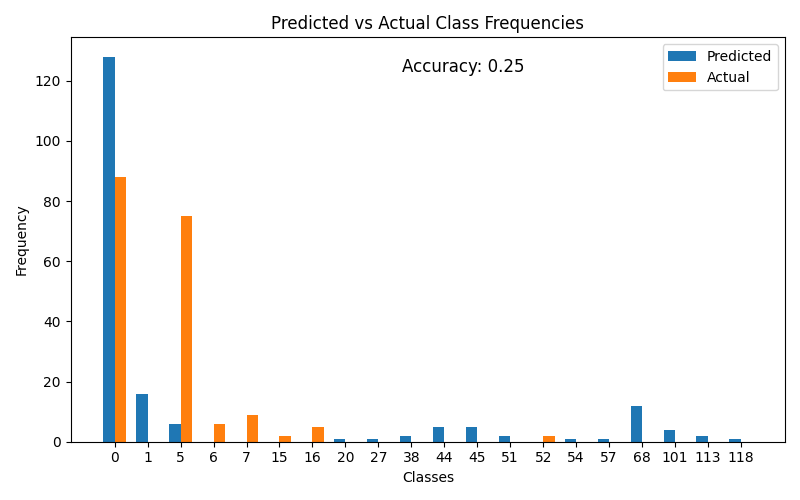 Predicted vs Actual Class Frequencies
Accuracy: 0.25
Predicted
Actual
Frequency
120
100
80
60
40
20
0
0 1 5 6 7 15 16 20 27 38 44 45 51 52 54 57 68 101 113 118
Classes